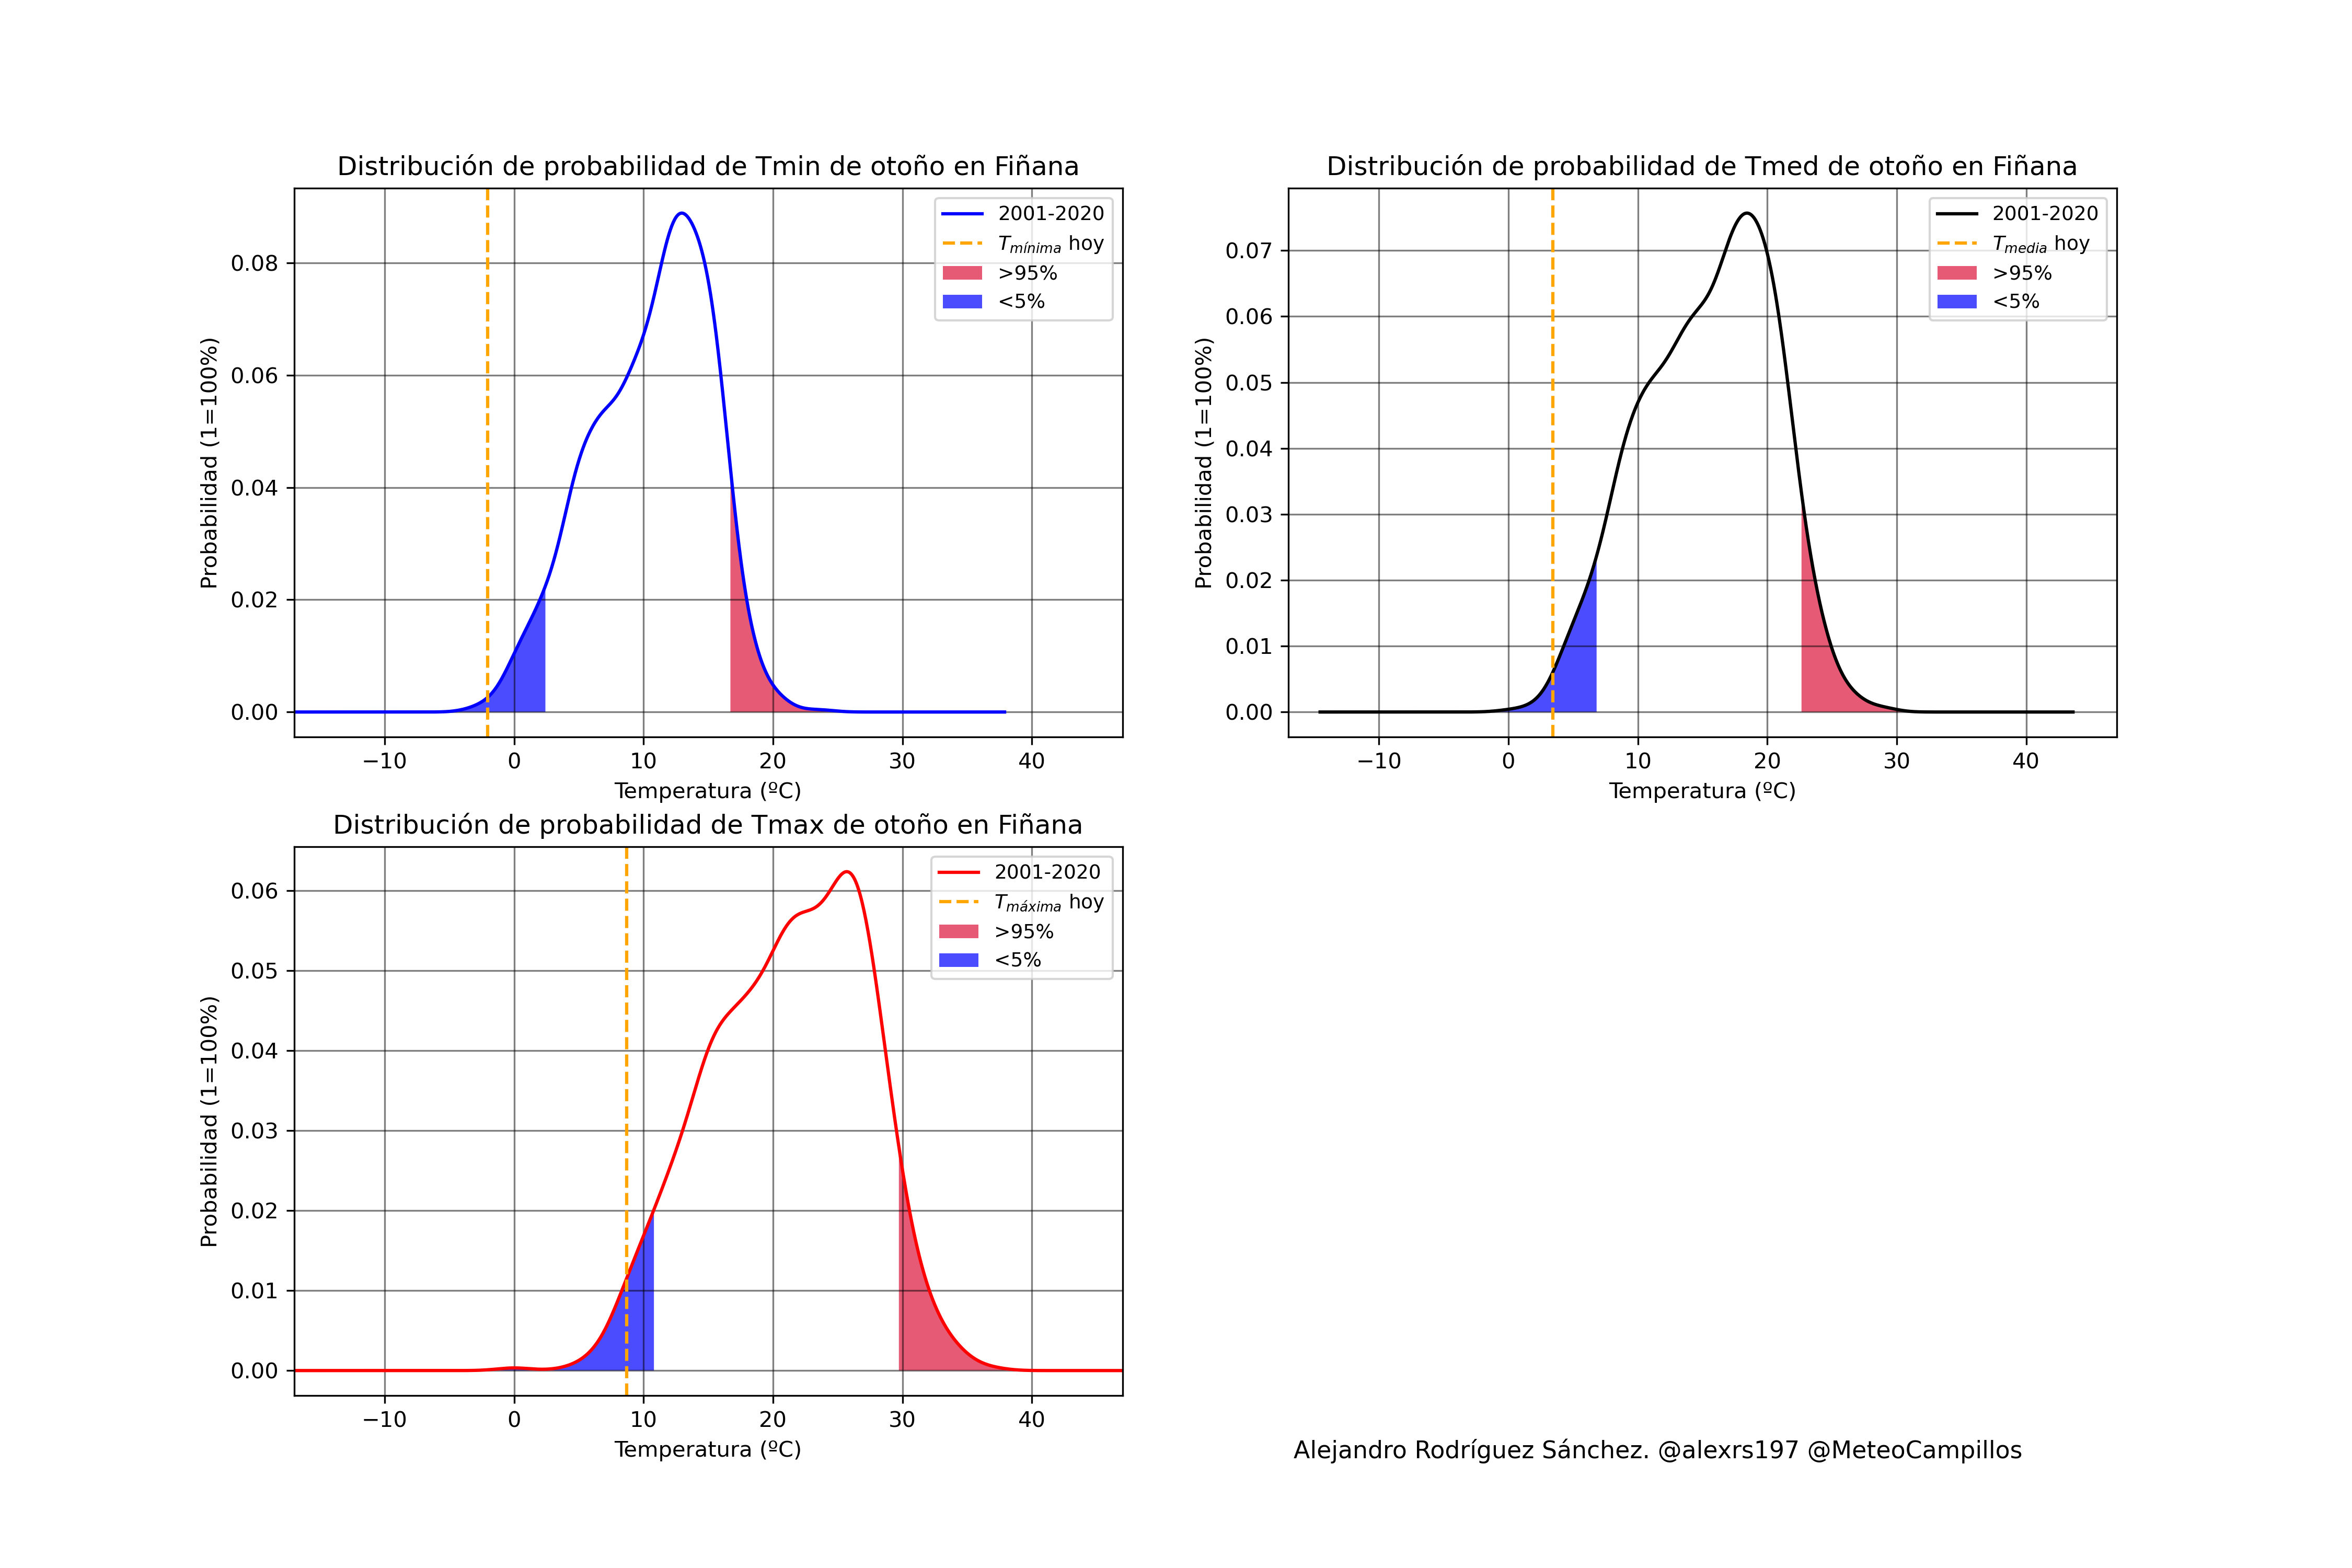 Distribución de probabilidad de Tmin de otoño en Fiñana
2001-2020
T_mínima hoy
>95%
<5%
0.08
0.06
0.04
0.02
0.00
Probabilidad (1=100%)
−10 0 10 20 30 40
Temperatura (ºC)
Distribución de probabilidad de Tmed de otoño en Fiñana
2001-2020
T_media hoy
>95%
<5%
0.07
0.06
0.05
0.04
0.03
0.02
0.01
0.00
Probabilidad (1=100%)
−10 0 10 20 30 40
Temperatura (ºC)
Distribución de probabilidad de Tmax de otoño en Fiñana
2001-2020
T_máxima hoy
>95%
<5%
0.06
0.05
0.04
0.03
0.02
0.01
0.00
Probabilidad (1=100%)
−10 0 10 20 30 40
Temperatura (ºC)
Alejandro Rodríguez Sánchez. @alexrs197 @MeteoCampillos